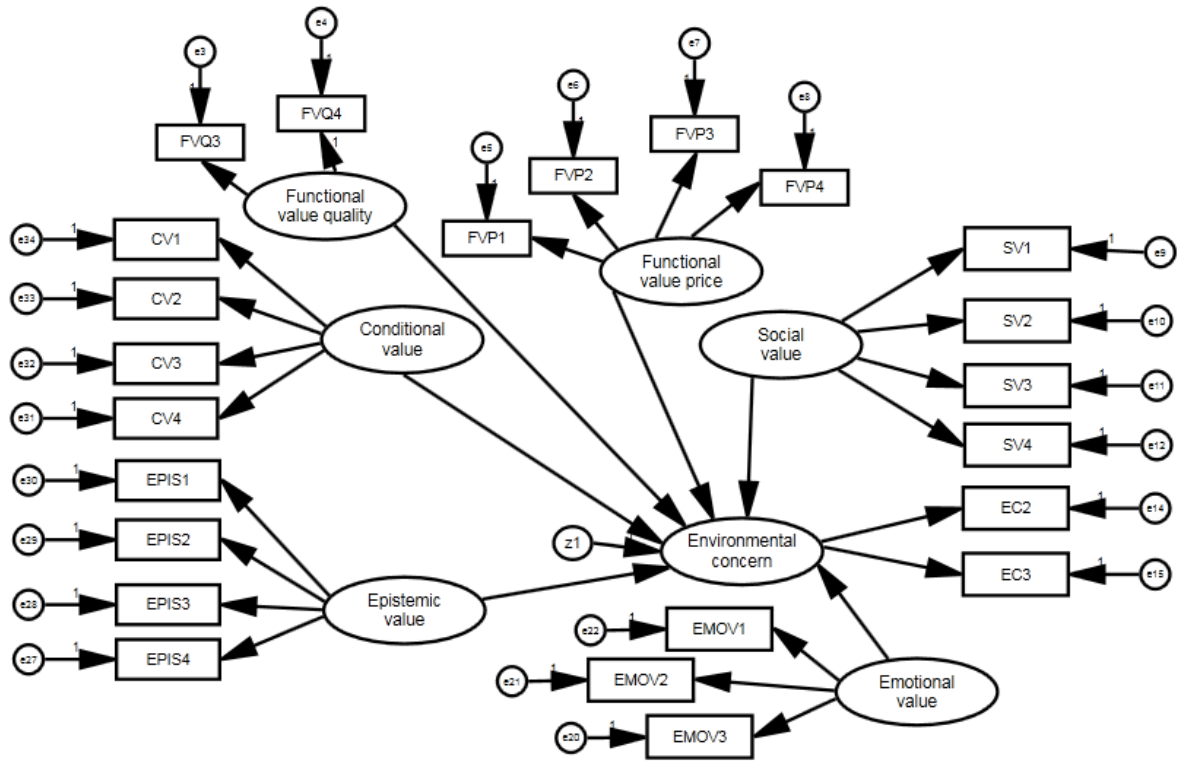 e4
e3
e7
1
1
1
FVQ4
e6
e8
FVQ3
1
1
1
FVP3
e5
1
FVP2
FVP4
Functional
value quality
FVP1
e34
1
CV1
Functional
value price
SV1
1
e9
e33
1
CV2
Conditional
value
Social
value
SV2
1
e10
e32
1
CV3
SV3
1
e11
e31
1
CV4
SV4
1
e12
e30
1
EPIS1
EC2
1
e14
e29
1
EPIS2
z1
Environmental
concern
EC3
1
e15
e28
1
EPIS3
Epistemic
value
e22
1
EMOV1
e27
1
EPIS4
e21
1
EMOV2
Emotional
value
e20
1
EMOV3